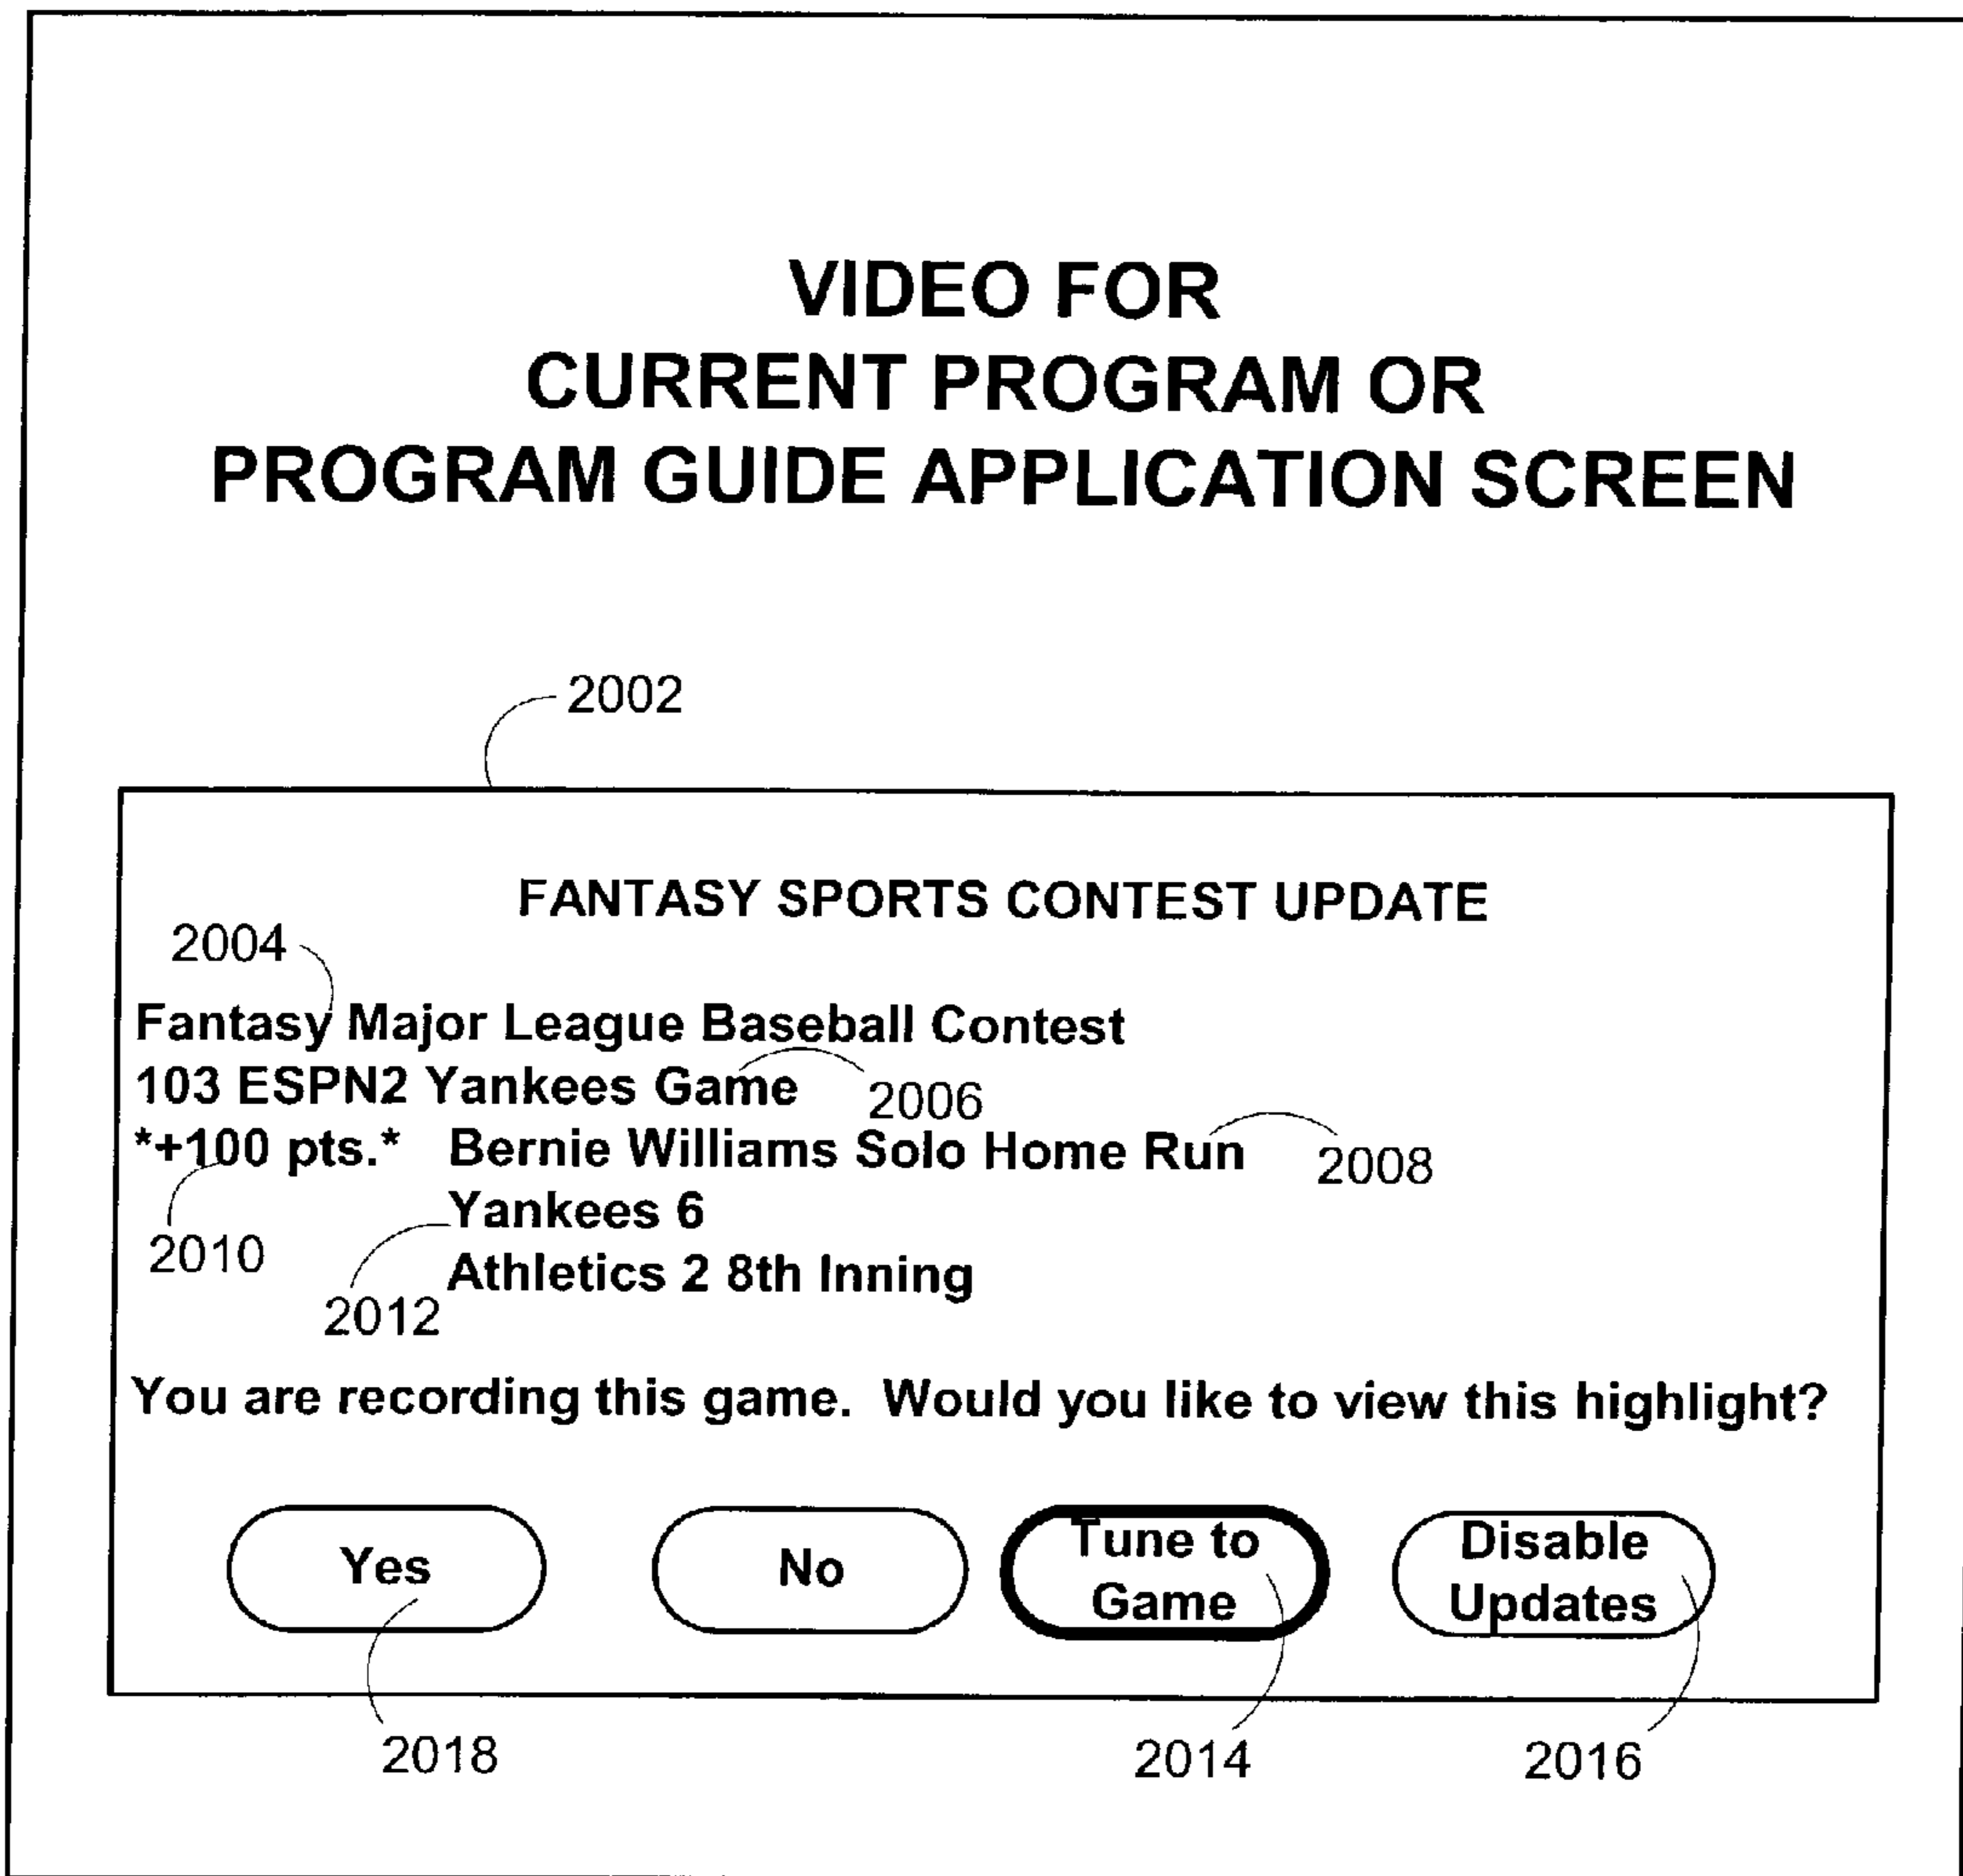 VIDEO FOR
CURRENT PROGRAM OR
PROGRAM GUIDE APPLICATION SCREEN
2002
FANTASY SPORTS CONTEST UPDATE
2004
Fantasy Major League Baseball Contest
103 ESPN2 Yankees Game
2006
*+100 pts.* Bernie Williams Solo Home Run
2008
Yankees 6
2010
Athletics 2 8th Inning
2012
You are recording this game. Would you like to view this highlight?
Yes
No
Tune to
Game
Disable
Updates
2018
2014
2016